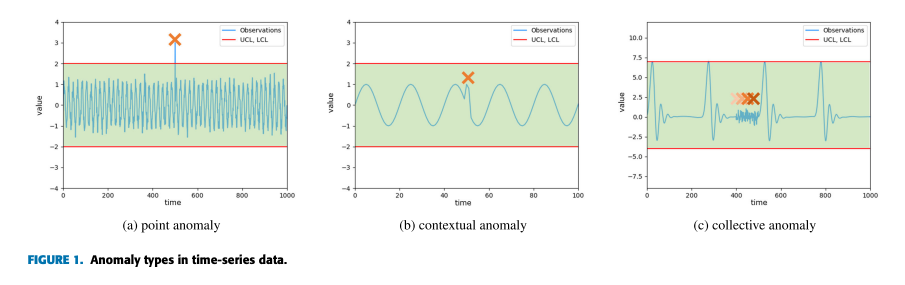 4
3
2
1
0
−1
−2
−3
−4
value
0 200 400 600 800 1000
time
Observations
UCL, LCL
(a) point anomaly
4
3
2
1
0
−1
−2
−3
−4
value
0 20 40 60 80 100
time
Observations
UCL, LCL
(b) contextual anomaly
10.0
7.5
5.0
2.5
0.0
−2.5
−5.0
−7.5
value
0 200 400 600 800 1000
time
Observations
UCL, LCL
(c) collective anomaly
FIGURE 1. Anomaly types in time-series data.